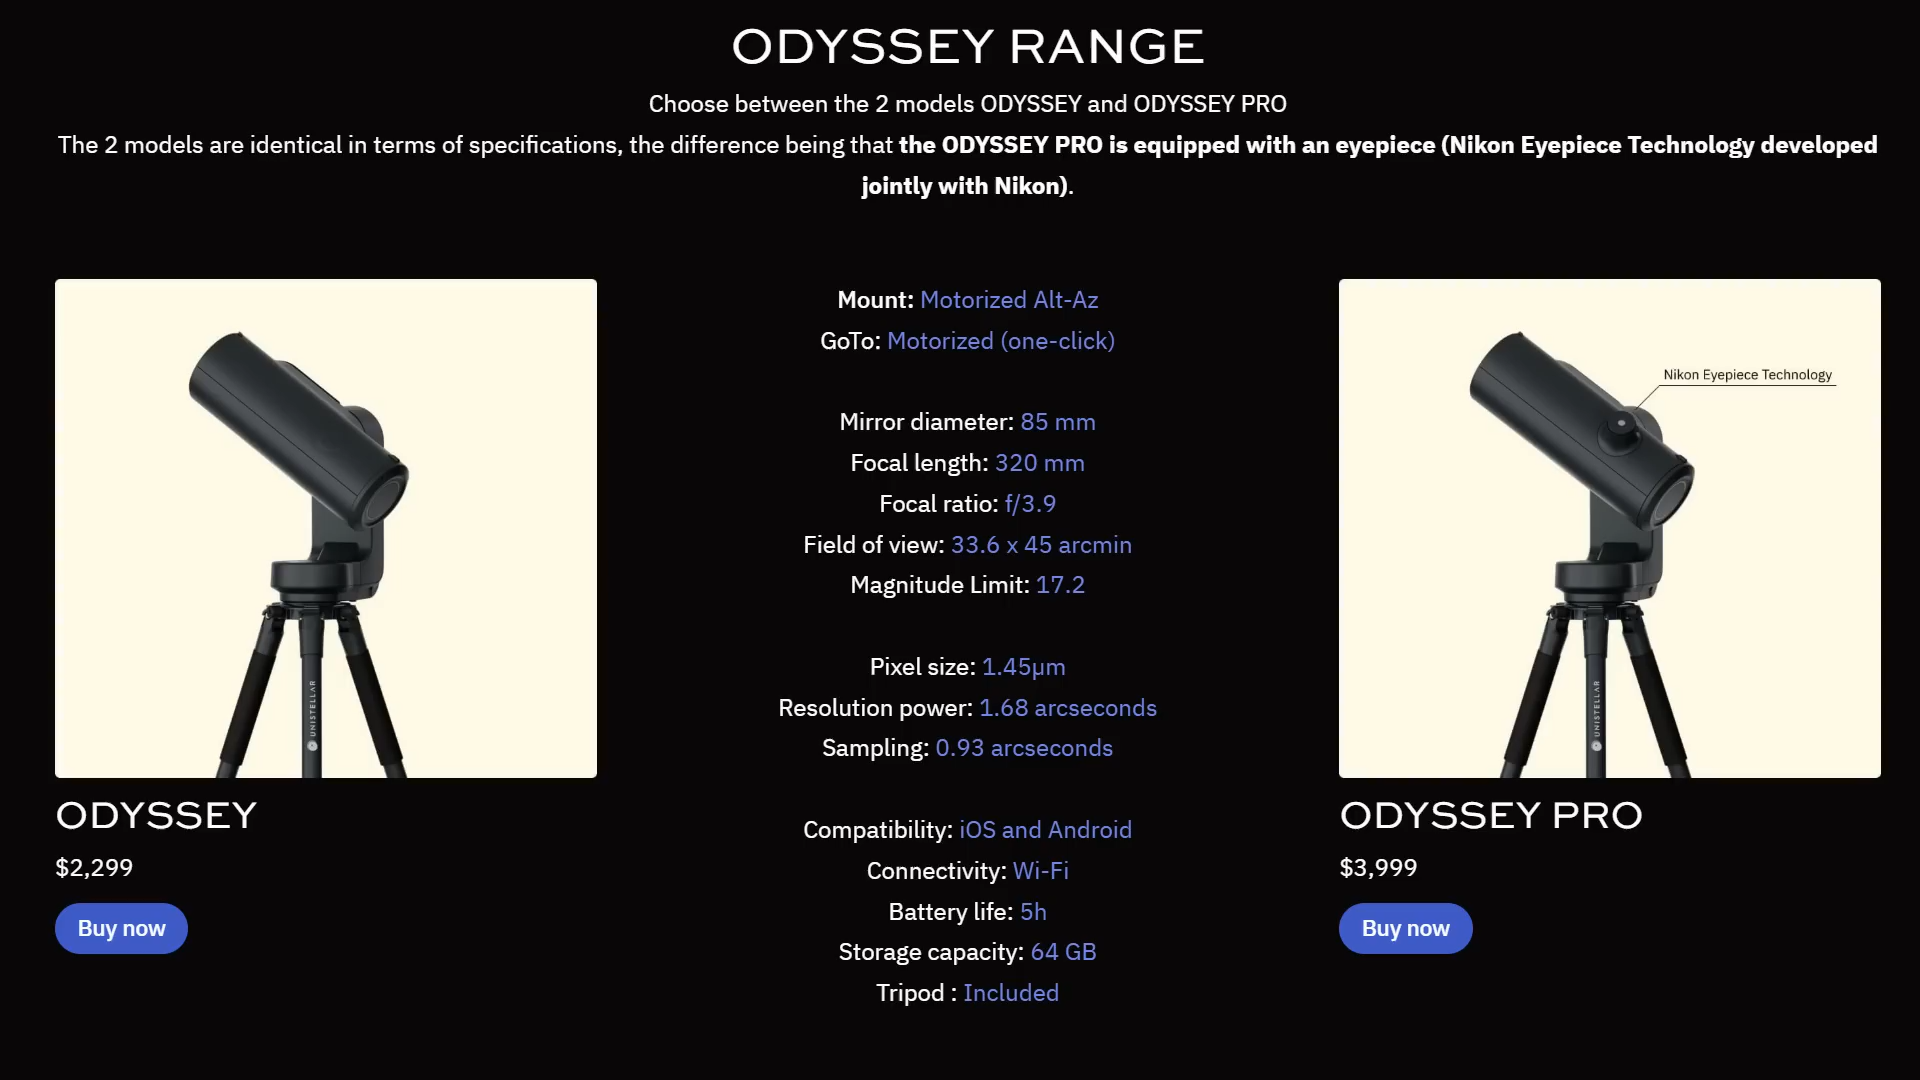 ODYSSEY RANGE
Choose between the 2 models ODYSSEY and ODYSSEY PRO
The 2 models are identical in terms of specifications, the difference being that the ODYSSEY PRO is equipped with an eyepiece (Nikon Eyepiece Technology developed
jointly with Nikon).
UNISTELLAR
ODYSSEY
$2,299
Buy now
Mount: Motorized Alt-Az
GoTo: Motorized (one-click)
Mirror diameter: 85 mm
Focal length: 320 mm
Focal ratio: f/3.9
Field of view: 33.6 x 45 arcmin
Magnitude Limit: 17.2
Pixel size: 1.45μm
Resolution power: 1.68 arcseconds
Sampling: 0.93 arcseconds
Compatibility: iOS and Android
Connectivity: Wi-Fi
Battery life: 5h
Storage capacity: 64 GB
Tripod : Included
Nikon Eyepiece Technology
UNISTELLAR
ODYSSEY PRO
$3,999
Buy now